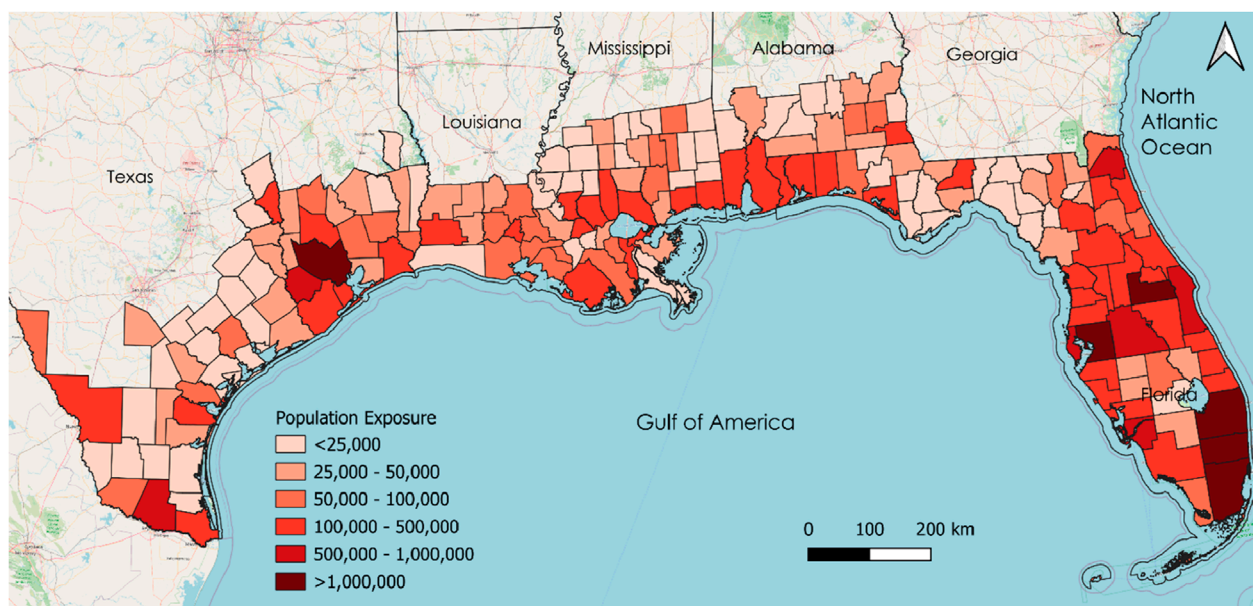 Mississippi
Alabama
Georgia
Louisiana
North
Atlantic
Ocean
Texas
Florida
Gulf of America
Population Exposure
<25,000
25,000 - 50,000
50,000 - 100,000
100,000 - 500,000
500,000 - 1,000,000
>1,000,000
0 100 200 km